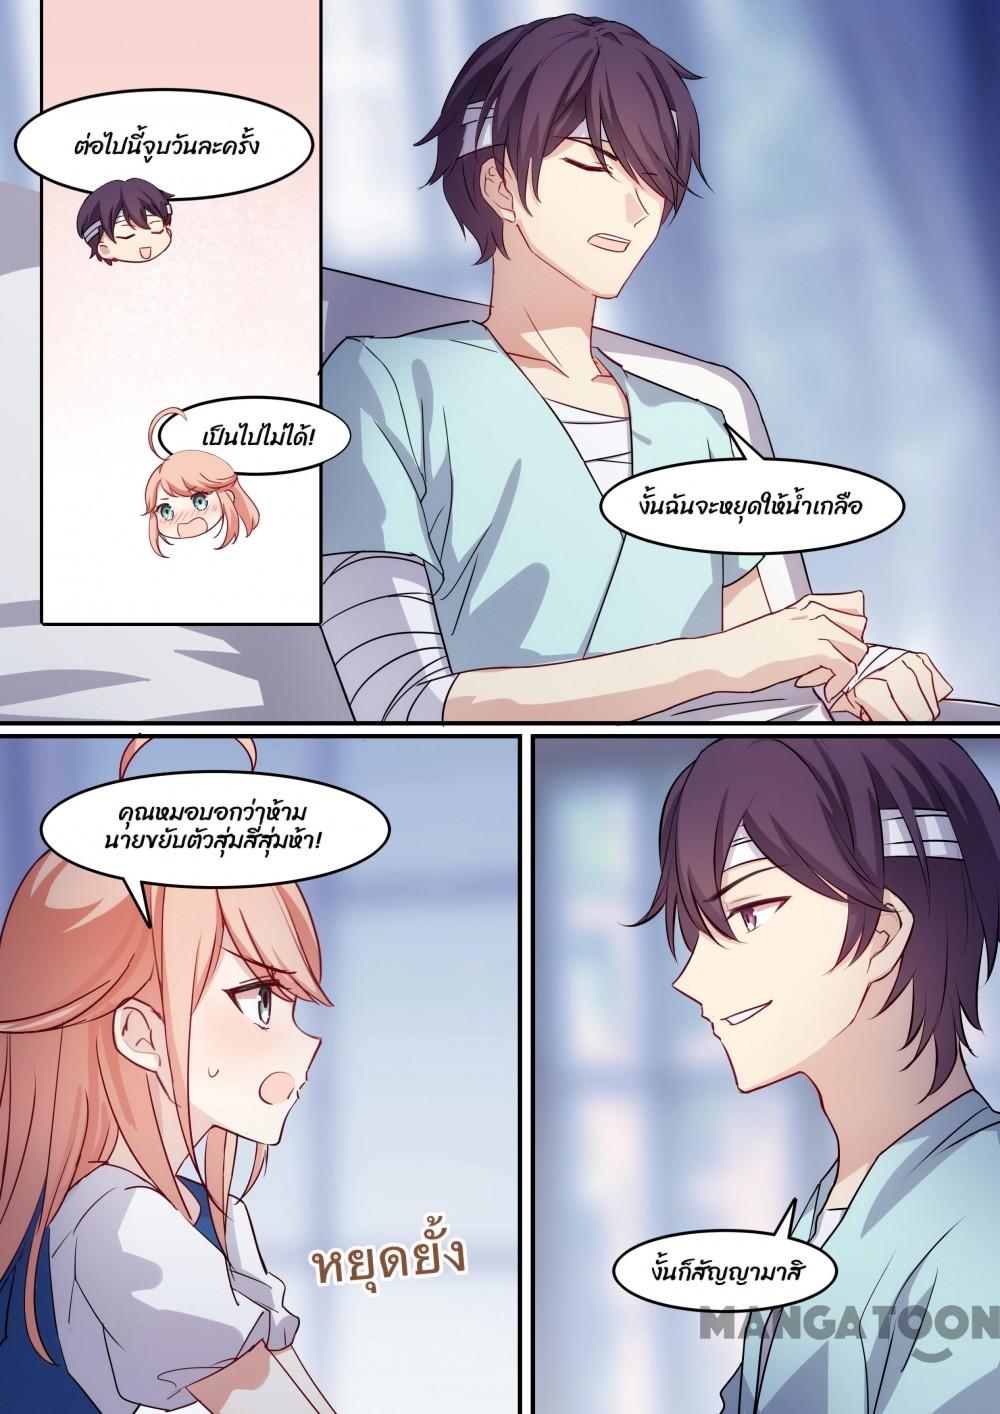 ต่อไปนี้จูบวันละครั้ง
เป็นไปไม่ได้!
งั้นฉันจะหยุดให้น้ำเกลือ
คุณหมอบอกว่าห้าม
นายขยับตัวสุ่มสี่สุ่มห้า!
หยุดยั้ง
งั้นก็สัญญามาสิ
MANGATOON